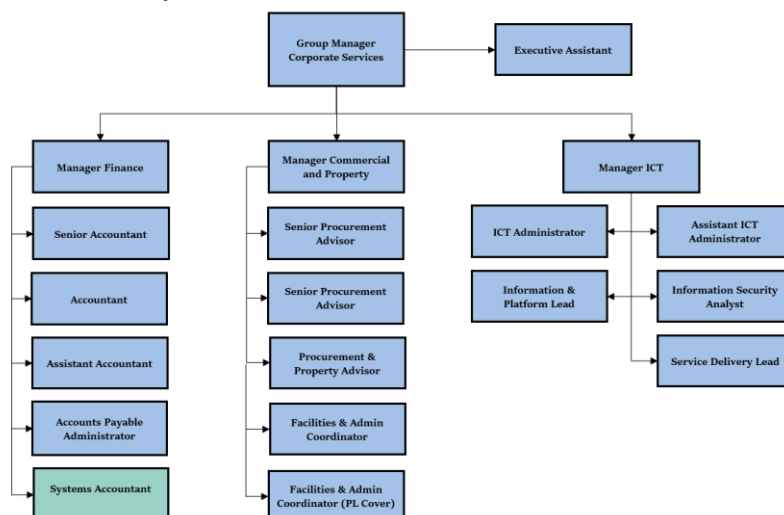 Group Manager
Corporate Services
Executive Assistant
Manager Finance
Manager Commercial
and Property
Manager ICT
Senior Accountant
Senior Procurement
Advisor
ICT Administrator
Assistant ICT
Administrator
Accountant
Senior Procurement
Advisor
Information &
Platform Lead
Information Security
Analyst
Assistant Accountant
Procurement &
Property Advisor
Service Delivery Lead
Accounts Payable
Administrator
Facilities & Admin
Coordinator
Systems Accountant
Facilities & Admin
Coordinator (PL Cover)